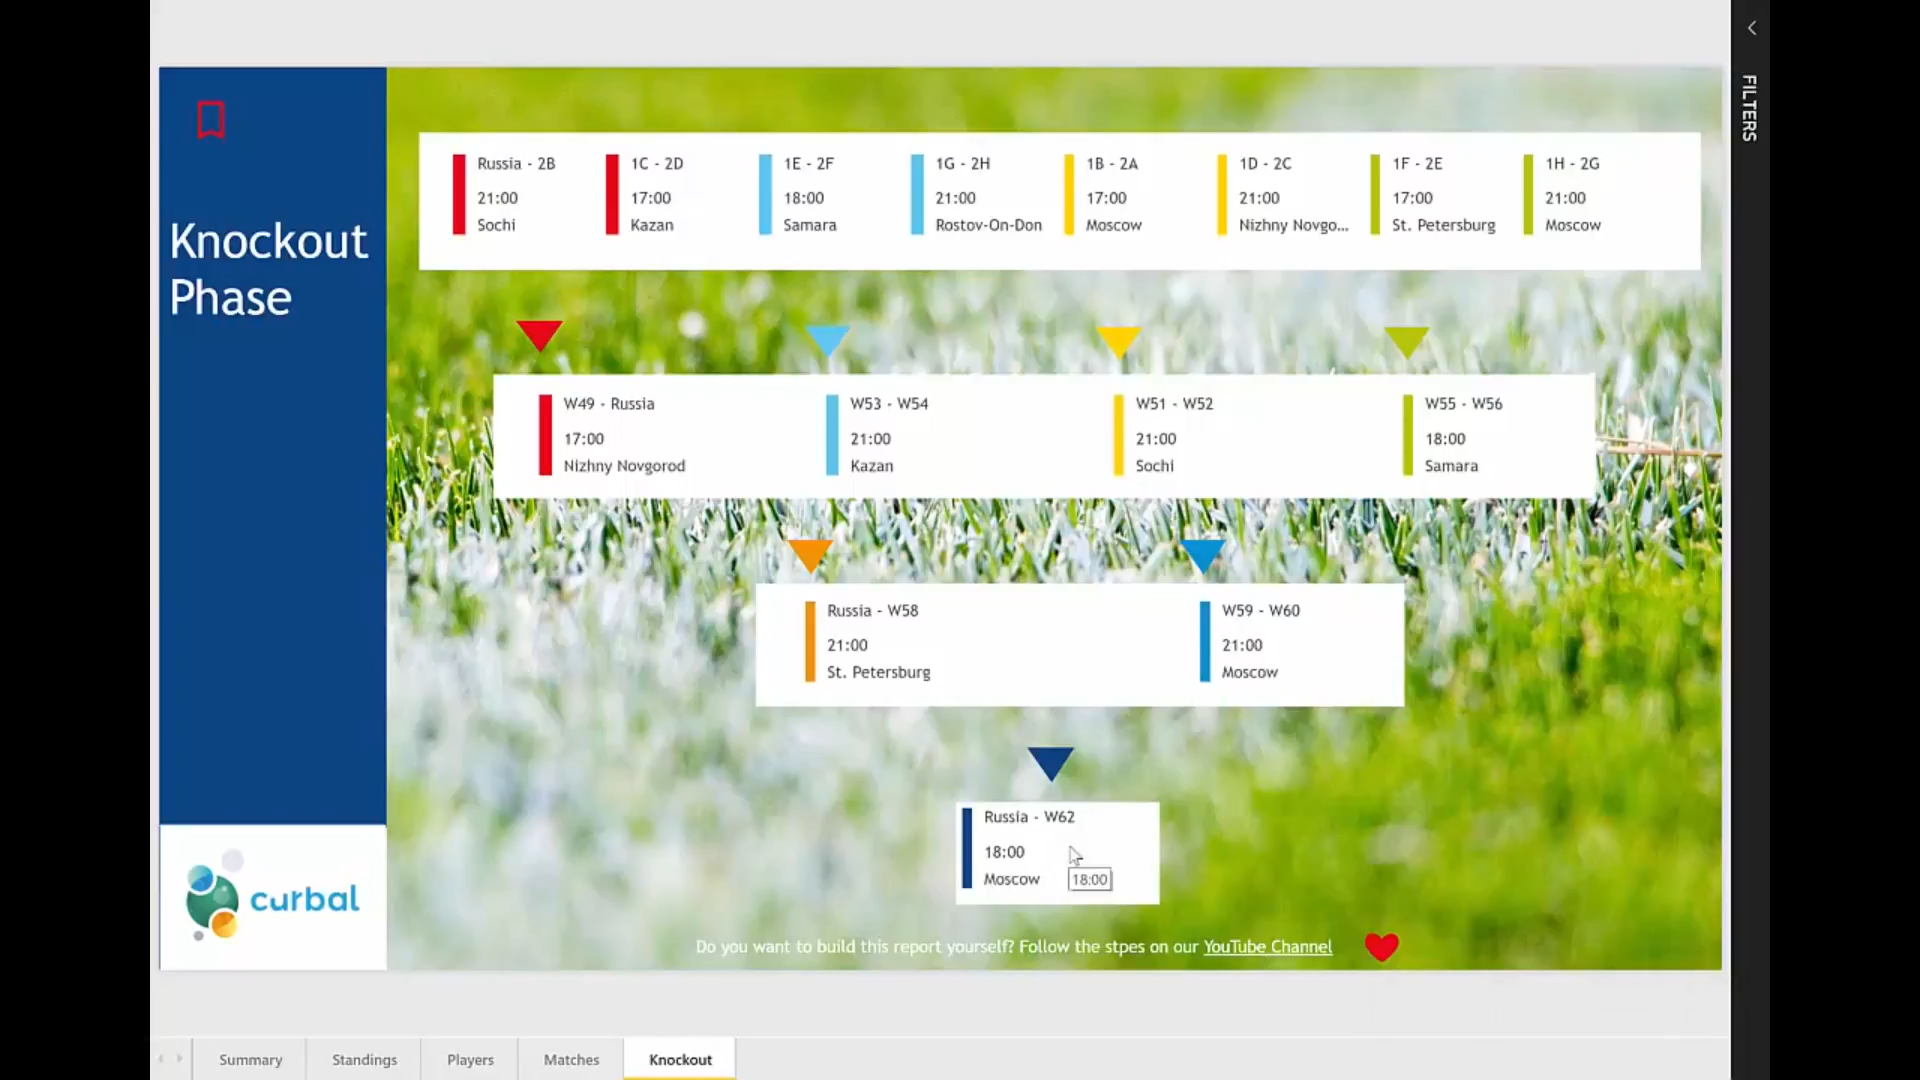 FILTERS
Knockout
Phase
Russia - 2B
21:00
Sochi
1C - 2D
17:00
Kazan
1E - 2F
18:00
Samara
1G - 2H
21:00
Rostov-On-Don
1B - 2A
17:00
Moscow
1D - 2C
21:00
Nizhny Novgo...
1F - 2E
17:00
St. Petersburg
1H - 2G
21:00
Moscow
W49 - Russia
17:00
Nizhny Novgorod
W53 - W54
21:00
Kazan
W51 - W52
21:00
Sochi
W55 - W56
18:00
Samara
Russia - W58
21:00
St. Petersburg
W59 - W60
21:00
Moscow
Russia - W62
18:00
Moscow
18:00
curbal
Do you want to build this report yourself? Follow the stpes on our YouTube Channel
Summary
Standings
Players
Matches
Knockout